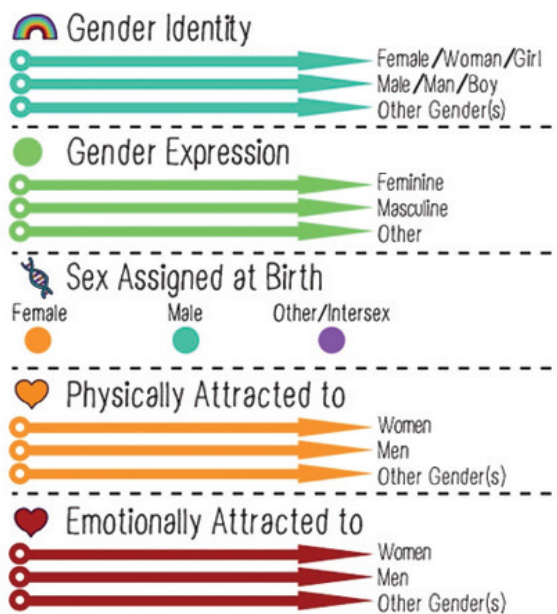 Gender Identity
Female/Woman/Girl
Male/Man/Boy
Other Gender(s)
Gender Expression
Feminine
Masculine
Other
Sex Assigned at Birth
Female Male Other/Intersex
Physically Attracted to
Women
Men
Other Gender(s)
Emotionally Attracted to
Women
Men
Other Gender(s)